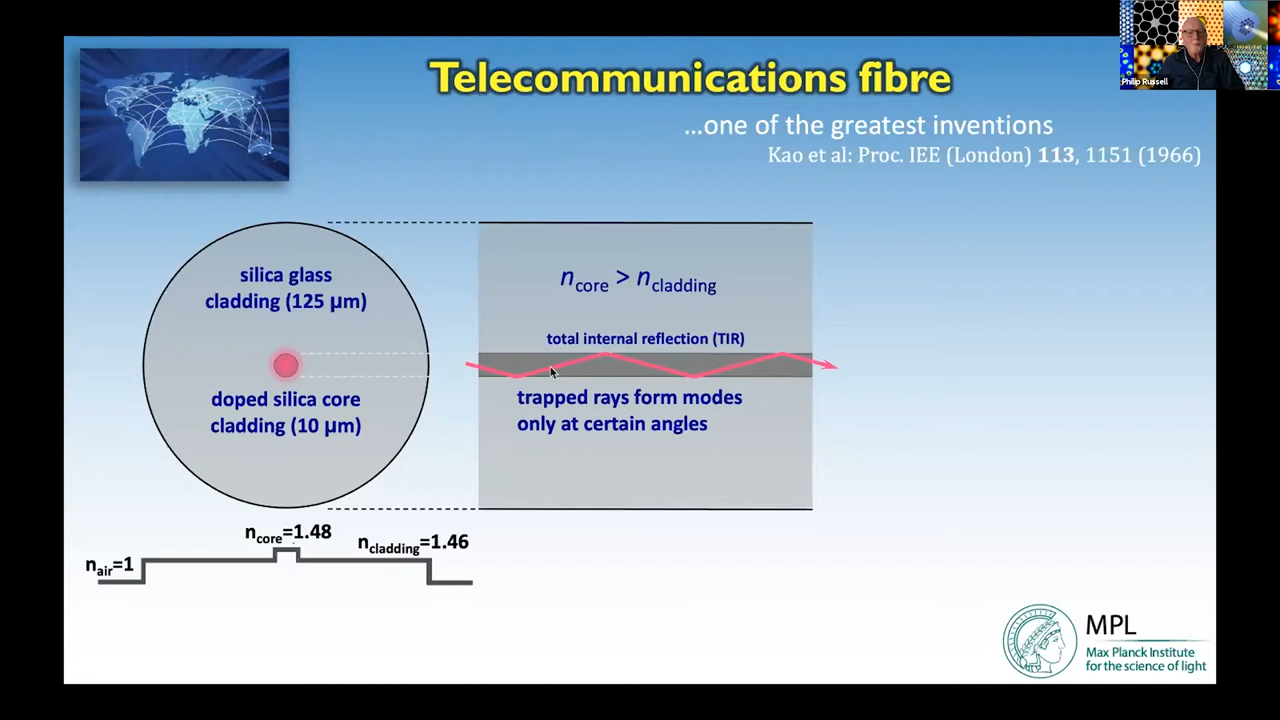 Philip Russell
Telecommunications fibre
...one of the greatest inventions
Kao et al: Proc. IEE (London) 113, 1151 (1966)
silica glass
cladding (125 µm)
doped silica core
cladding (10 µm)
n_core > n_cladding
total internal reflection (TIR)
trapped rays form modes
only at certain angles
n_core=1.48
n_cladding=1.46
n_air=1
MPL
Max Planck Institute
for the science of light